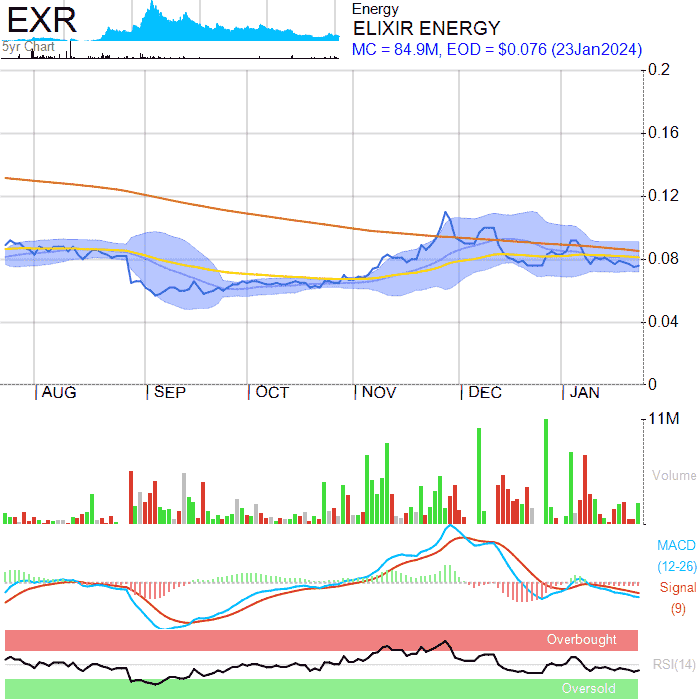 EXR
5yr Chart
Energy
ELIXIR ENERGY
MC = 84.9M, EOD = $0.076 (23Jan2024)
0.2
0.16
0.12
0.08
0.04
0
AUG SEP OCT NOV DEC JAN
11M
Volume
MACD
(12-26)
Signal
(9)
Overbought
RSI(14)
Oversold